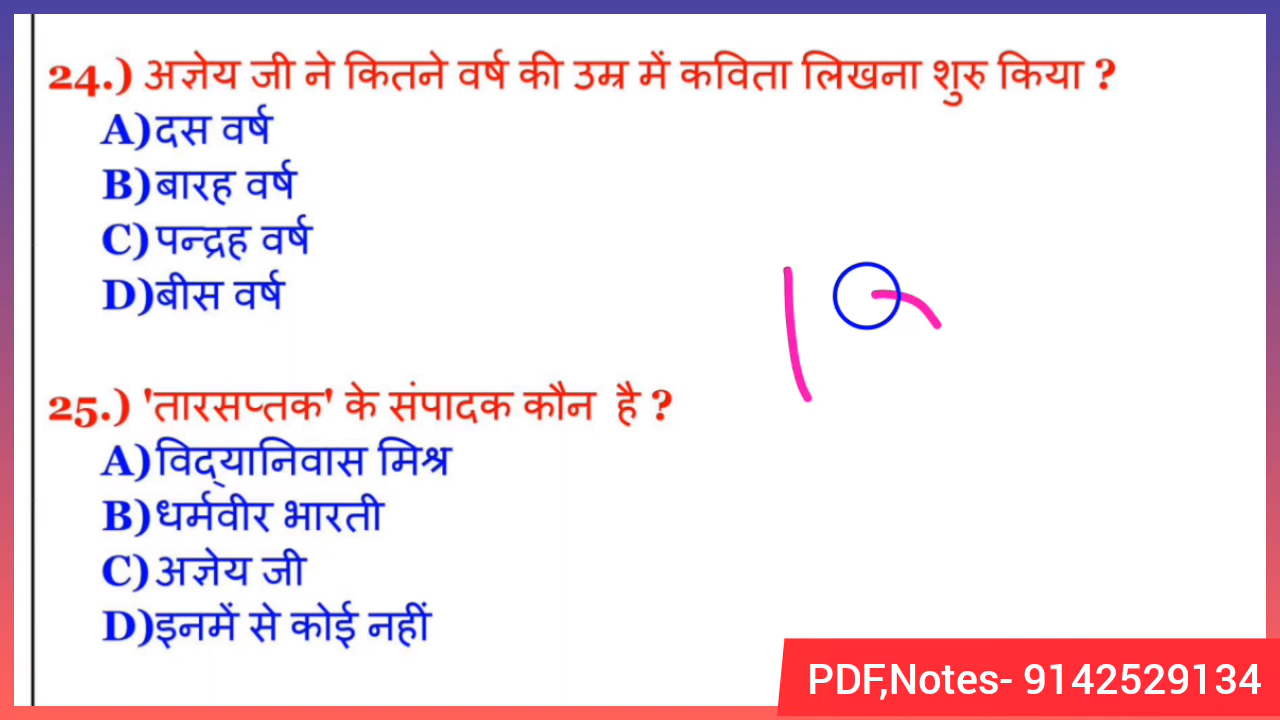 24.) अज्ञेय जी ने कितने वर्ष की उम्र में कविता लिखना शुरु किया ?
A)दस वर्ष
B)बारह वर्ष
C)पन्द्रह वर्ष
D)बीस वर्ष
25.) 'तारसप्तक' के संपादक कौन है ?
A)विद्‌यानिवास मिश्र
B)धर्मवीर भारती
C)अज्ञेय जी
D)इनमें से कोई नहीं
PDF,Notes- 9142529134